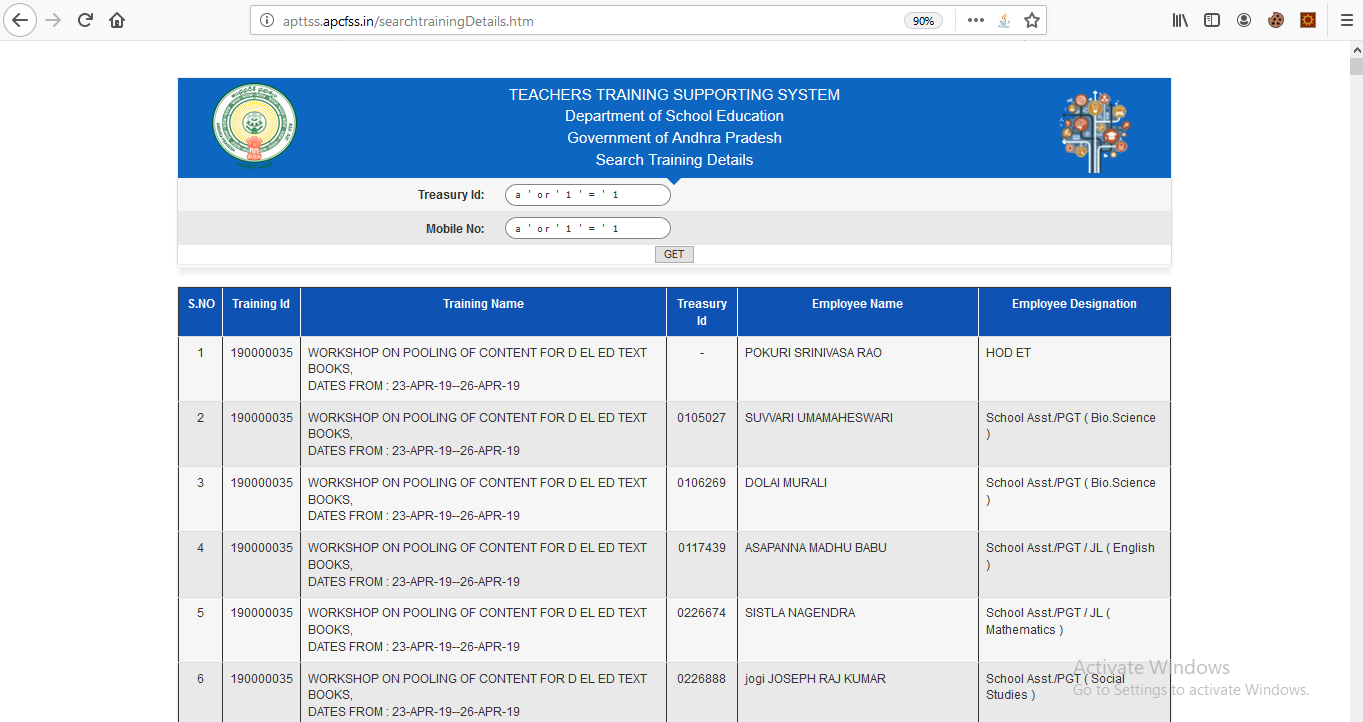 apttss.apcfss.in/searchtrainingDetails.htm
90%
TEACHERS TRAINING SUPPORTING SYSTEM
Department of School Education
Government of Andhra Pradesh
Search Training Details
Treasury Id: a ' or ' 1 ' = ' 1
Mobile No: a ' or ' 1 ' = ' 1
GET
S.NO Training Id Training Name Treasury Id Employee Name Employee Designation
1 190000035 WORKSHOP ON POOLING OF CONTENT FOR D EL ED TEXT - POKURI SRINIVASA RAO HOD ET
BOOKS,
DATES FROM : 23-APR-19--26-APR-19
2 190000035 WORKSHOP ON POOLING OF CONTENT FOR D EL ED TEXT 0105027 SUVVARI UMAMAHESWARI School Asst./PGT ( Bio.Science
BOOKS, )
DATES FROM : 23-APR-19--26-APR-19
3 190000035 WORKSHOP ON POOLING OF CONTENT FOR D EL ED TEXT 0106269 DOLAI MURALI School Asst./PGT ( Bio.Science
BOOKS, )
DATES FROM : 23-APR-19--26-APR-19
4 190000035 WORKSHOP ON POOLING OF CONTENT FOR D EL ED TEXT 0117439 ASAPANNA MADHU BABU School Asst./PGT / JL ( English
BOOKS, )
DATES FROM : 23-APR-19--26-APR-19
5 190000035 WORKSHOP ON POOLING OF CONTENT FOR D EL ED TEXT 0226674 SISTLA NAGENDRA School Asst./PGT / JL (
BOOKS, Mathematics )
DATES FROM : 23-APR-19--26-APR-19
6 190000035 WORKSHOP ON POOLING OF CONTENT FOR D EL ED TEXT 0226888 jogi JOSEPH RAJ KUMAR School Asst./PGT ( Social
BOOKS, Studies )
DATES FROM : 23-APR-19--26-APR-19
Activate Windows
Go to Settings to activate Windows.